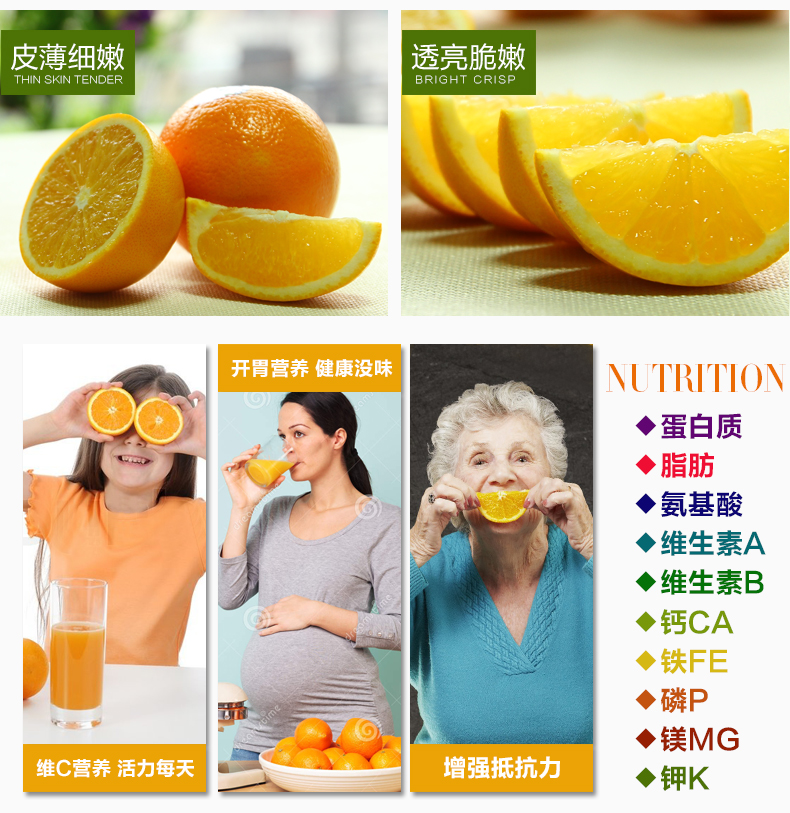 皮薄细嫩
THIN SKIN TENDER
透亮脆嫩
BRIGHT CRISP
维C营养 活力每天
开胃营养 健康没味
增强抵抗力
NUTRITION
蛋白质
脂肪
氨基酸
维生素A
维生素B
钙CA
铁FE
磷P
镁MG
钾K